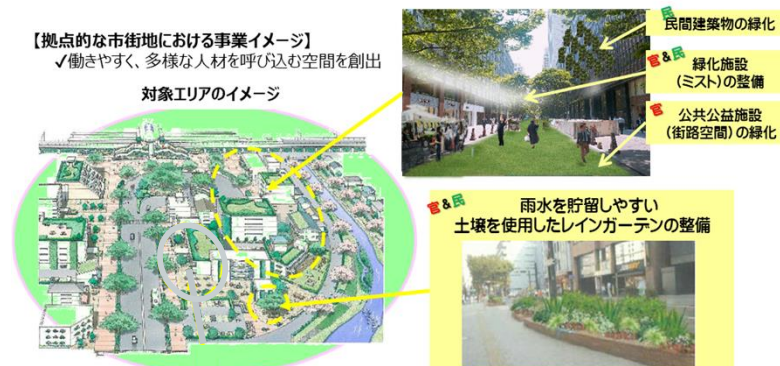 【拠点的な市街地における事業イメージ】
✓働きやすく、多様な人材を呼び込む空間を創出
対象エリアのイメージ
民
民間建築物の緑化
官&民
緑化施設
(ミスト)の整備
官
公共公益施設
(街路空間)の緑化
官&民
雨水を貯留しやすい
土壌を使用したレインガーデンの整備